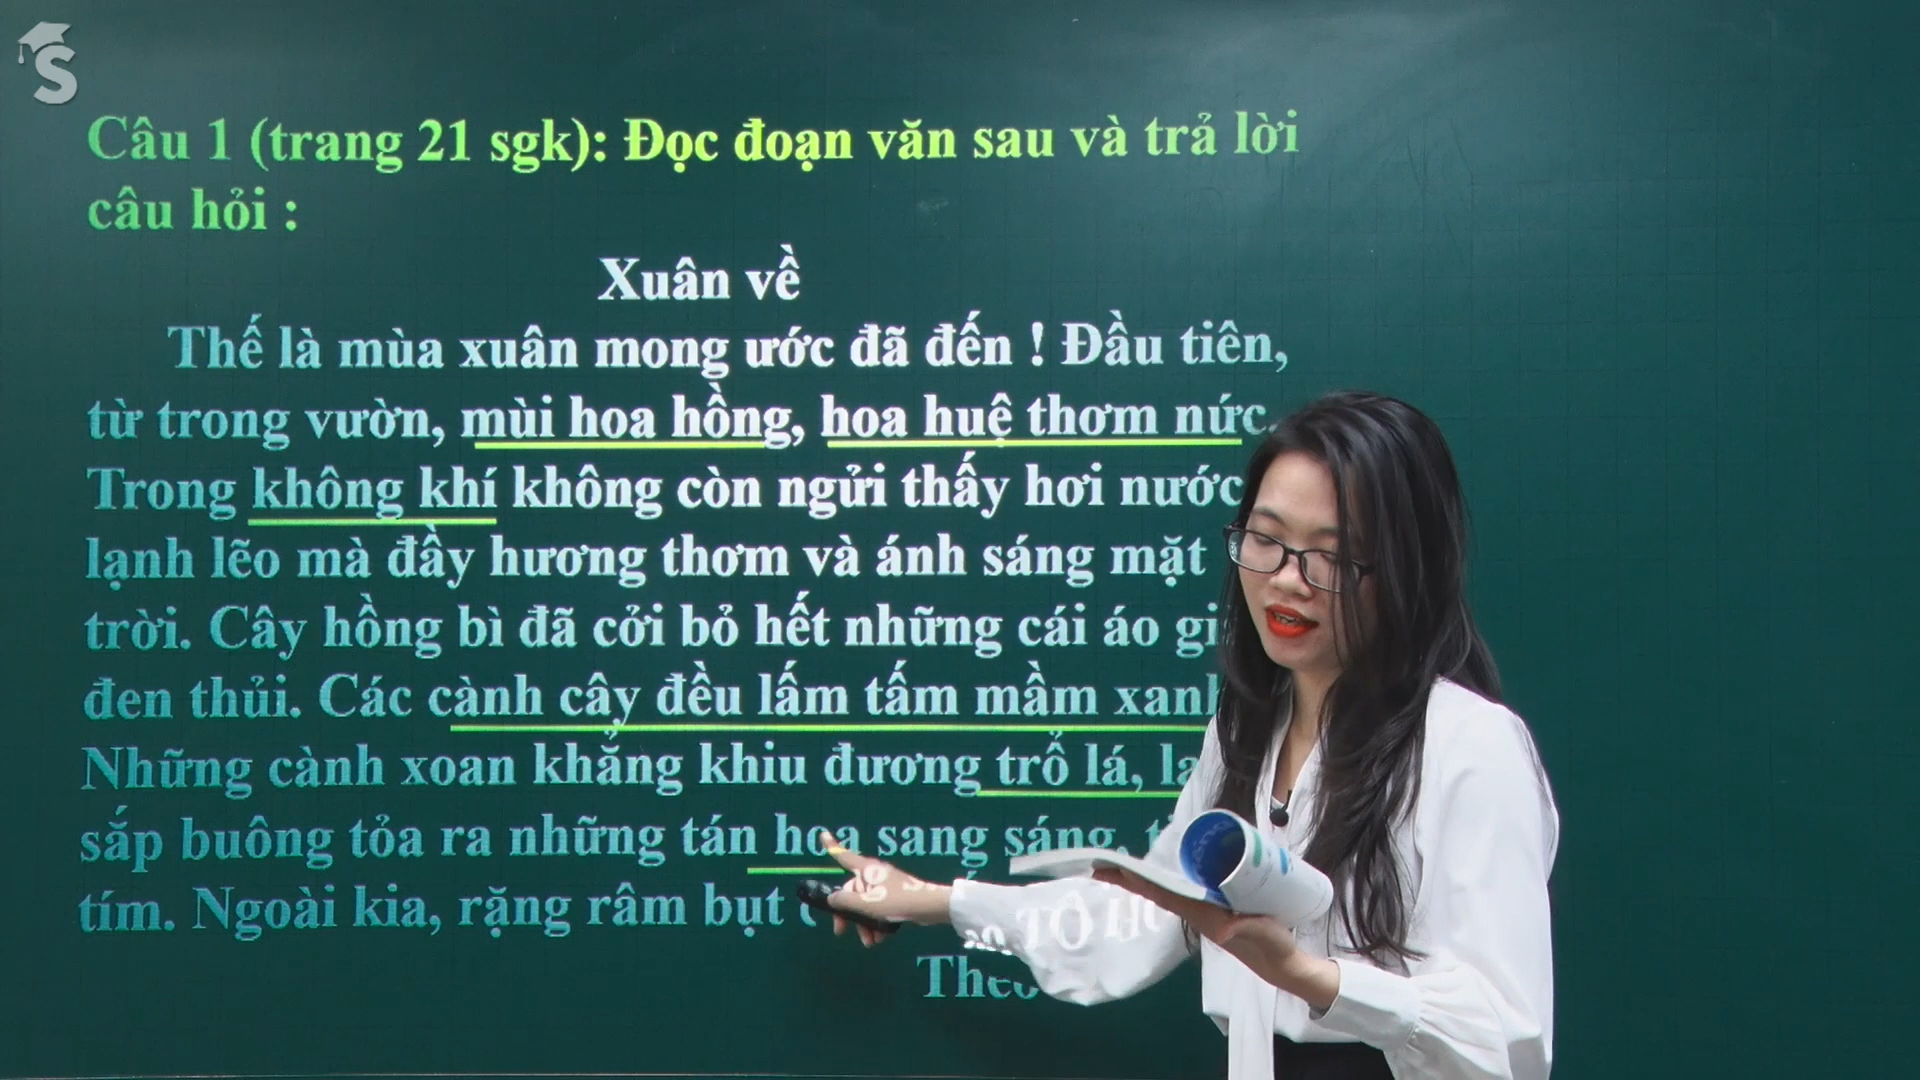 S
Câu 1 (trang 21 sgk): Đọc đoạn văn sau và trả lời
câu hỏi :
Xuân về
Thế là mùa xuân mong ước đã đến ! Đầu tiên,
từ trong vườn, mùi hoa hồng, hoa huệ thơm nức.
Trong không khí không còn ngửi thấy hơi nước
lạnh lẽo mà đầy hương thơm và ánh sáng mặt
trời. Cây hồng bì đã cởi bỏ hết những cái áo
đen thủi. Các cành cây đều lấm tấm mầm xanh
Những cành xoan khẳng khiu đương trổ lá,
sắp buông tỏa ra những tán hoa sang sáng,
tím. Ngoài kia, rặng râm bụt
Theo TÔ